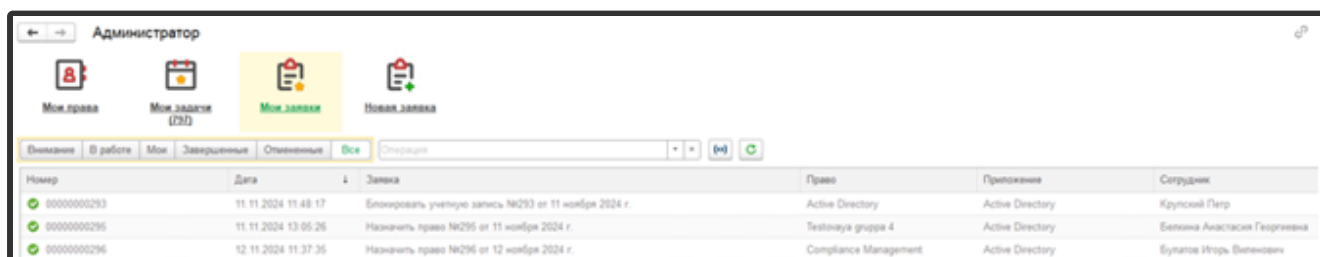 Администратор
Мои права
Мои задачи
(797)
Мои заявки
Новая заявка
Внимание В работе Мои Завершенные Отмененные Все Операция
Номер Дата Заявка Право Приложение Сотрудник
00000000293 11.11.2024 11:48:17 Блокировать учетную запись №293 от 11 ноября 2024 г. Active Directory Active Directory Крупский Петр
00000000295 11.11.2024 13:05:26 Назначить право №295 от 11 ноября 2024 г. Testovaya gruppa 4 Active Directory Белкина Анастасия Георгиевна
00000000296 12.11.2024 11:37:35 Назначить право №296 от 12 ноября 2024 г. Compliance Management Active Directory Булатов Игорь Виленович